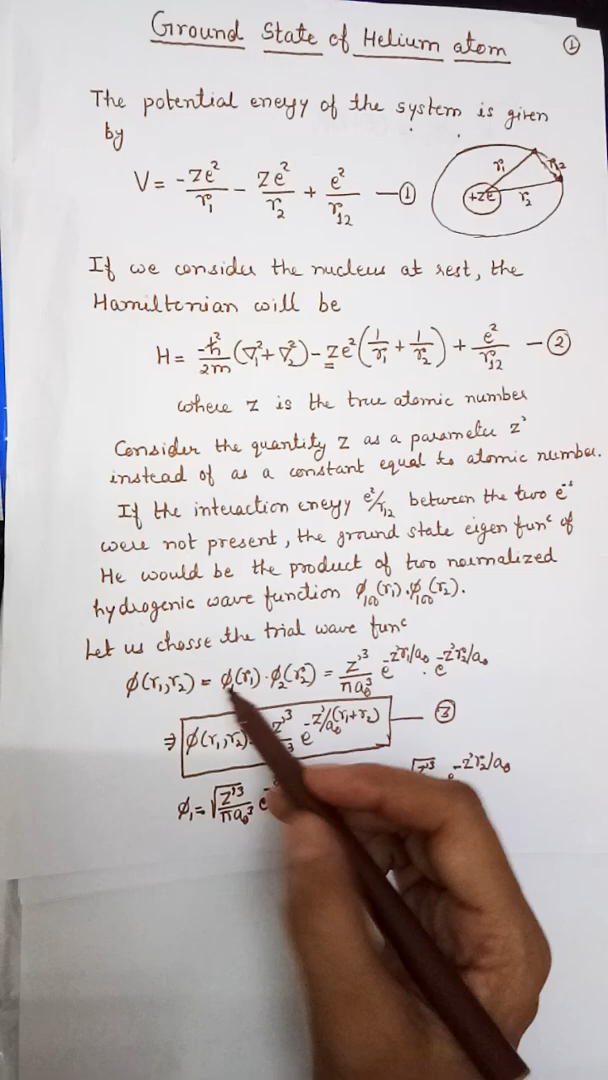 Ground State of Helium atom ①
The potential energy of the system is given
by
V = -Ze²/r₁ - Ze²/r₂ + e²/r₁₂ —①
r₁ r₁₂ +Ze r₂
If we consider the nucleus at rest, the
Hamiltonian will be
H = -ħ²/2m (∇₁²+∇₂²) - Ze² (1/r₁ + 1/r₂) + e²/r₁₂ —②
where Z is the true atomic number
Consider the quantity Z as a parameter Z'
instead of as a constant equal to atomic number.
If the interaction energy e²/r₁₂ between the two e⁻ˢ
were not present, the ground state eigen funᶜ of
He would be the product of two normalized
hydrogenic wave function ϕ₁₀₀(r₁).ϕ₁₀₀(r₂).
Let us chosse the trial wave funᶜ
ϕ(r₁,r₂) = ϕ₁(r₁).ϕ₂(r₂) = Z'³/πa₀³ e^-Z'r₁/a₀ . e^-Z'r₂/a₀
⇒ ϕ(r₁,r₂) Z'³ e^-Z'/a₀(r₁+r₂) —③
ϕ₁ = √Z'³/πa₀³ e √Z'³ e^-Z'r₂/a₀